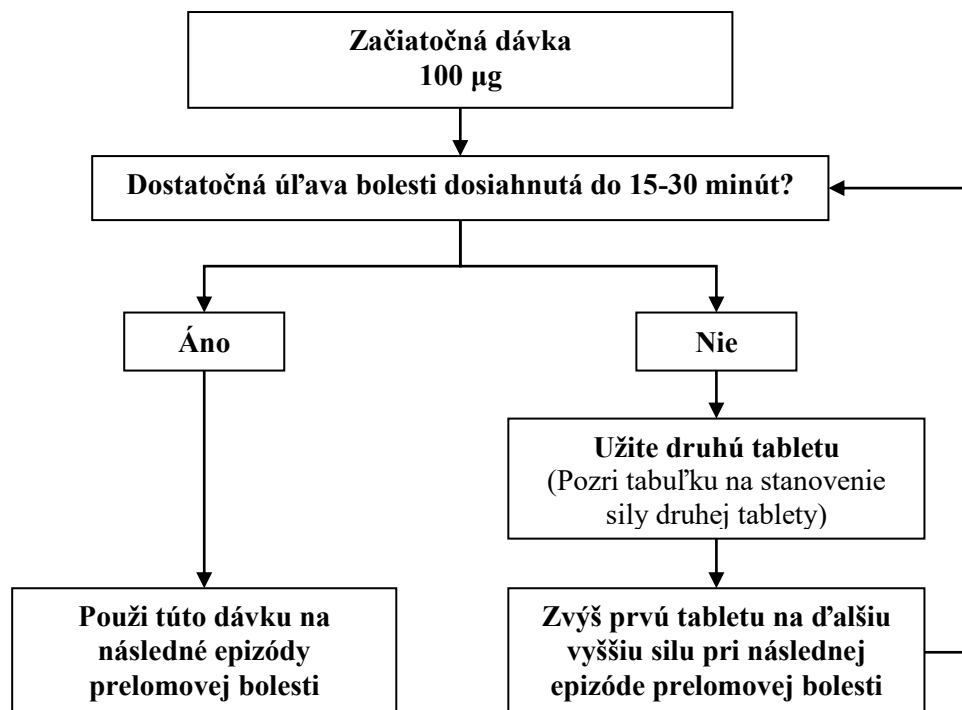 Začiatočná dávka
100 µg
Dostatočná úľava bolesti dosiahnutá do 15-30 minút?
Áno
Nie
Užite druhú tabletu
(Pozri tabuľku na stanovenie
sily druhej tablety)
Použi túto dávku na
následné epizódy
prelomovej bolesti
Zvýš prvú tabletu na ďalšiu
vyššiu silu pri následnej
epizóde prelomovej bolesti